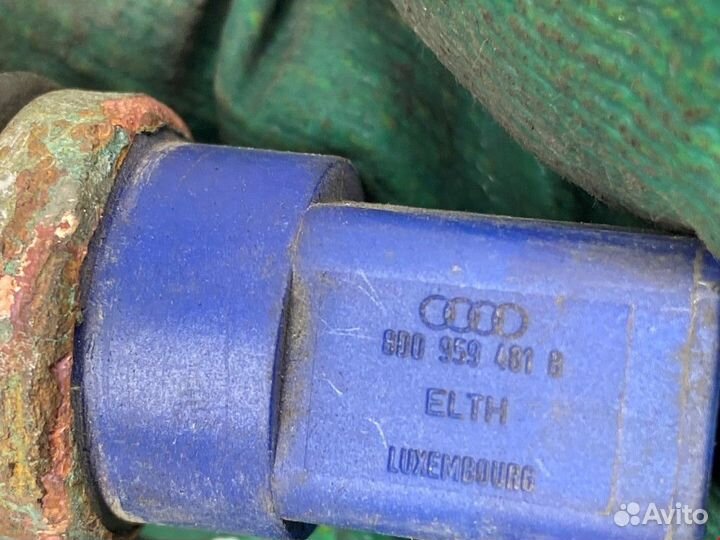 8D0 959 481 B
ELTH
LUXEMBOURG
Avito